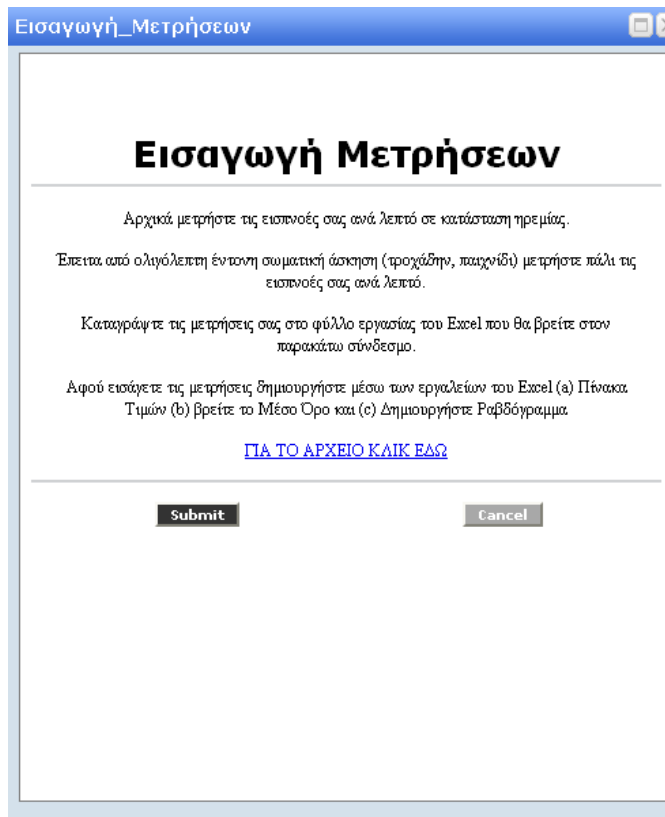 Εισαγωγή_Μετρήσεων
Εισαγωγή Μετρήσεων
Αρχικά μετρήστε τις εισπνοές σας ανά λεπτό σε κατάσταση ηρεμίας.
Έπειτα από ολιγόλεπτη έντονη σωματική άσκηση (τροχάδην, παιχνίδι) μετρήστε πάλι τις
εισπνοές σας ανά λεπτό.
Καταγράψτε τις μετρήσεις σας στο φύλλο εργασίας του Excel που θα βρείτε στον
παρακάτω σύνδεσμο.
Αφού εισάγετε τις μετρήσεις δημιουργήστε μέσω των εργαλείων του Excel (a) Πίνακα
Τιμών (b) βρείτε το Μέσο Όρο και (c) Δημιουργήστε Ραβδόγραμμα
ΓΙΑ ΤΟ ΑΡΧΕΙΟ ΚΛΙΚ ΕΔΩ
Submit Cancel